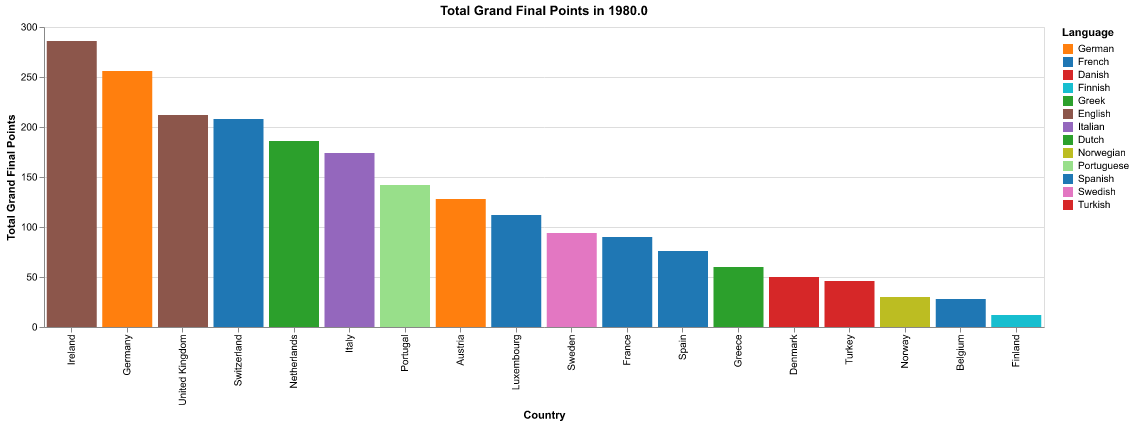 Total Grand Final Points in 1980.0
Total Grand Final Points
300
250
200
150
100
50
0
Ireland
Germany
United Kingdom
Switzerland
Netherlands
Italy
Portugal
Austria
Luxembourg
Sweden
France
Spain
Greece
Denmark
Turkey
Norway
Belgium
Finland
Country
Language
German
French
Danish
Finnish
Greek
English
Italian
Dutch
Norwegian
Portuguese
Spanish
Swedish
Turkish